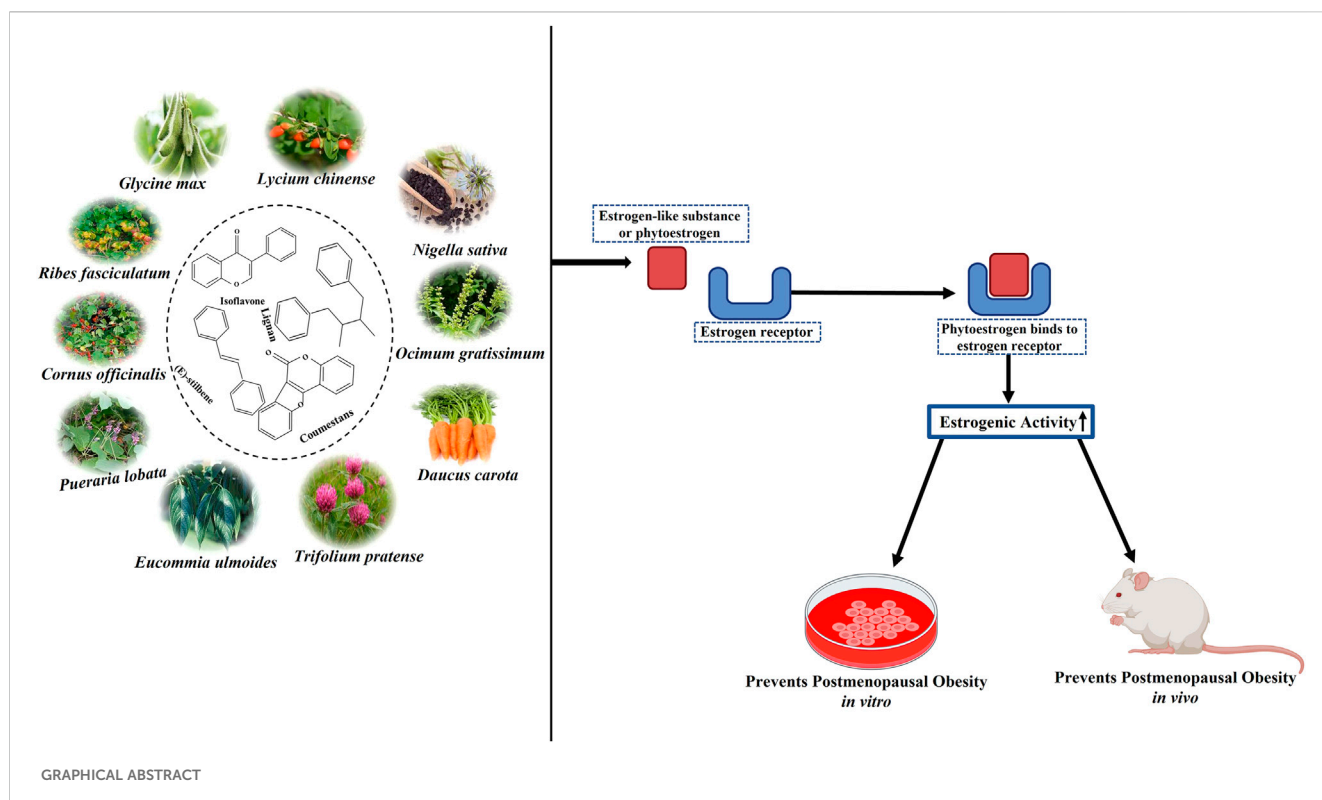 Glycine max
Lycium chinense
Nigella sativa
Ribes fasciculatum
Ocimum gratissimum
Cornus officinalis
Daucus carota
Pueraria lobata
Eucommia ulmoides
Trifolium pratense
O
O
Isoflavone
Lignan
(E)-stilbene
O
O
O
Coumestans
Estrogen-like substance
or phytoestrogen
Estrogen receptor
Phytoestrogen binds to
estrogen receptor
Estrogenic Activity
Prevents Postmenopausal Obesity
in vitro
Prevents Postmenopausal Obesity
in vivo
GRAPHICAL ABSTRACT